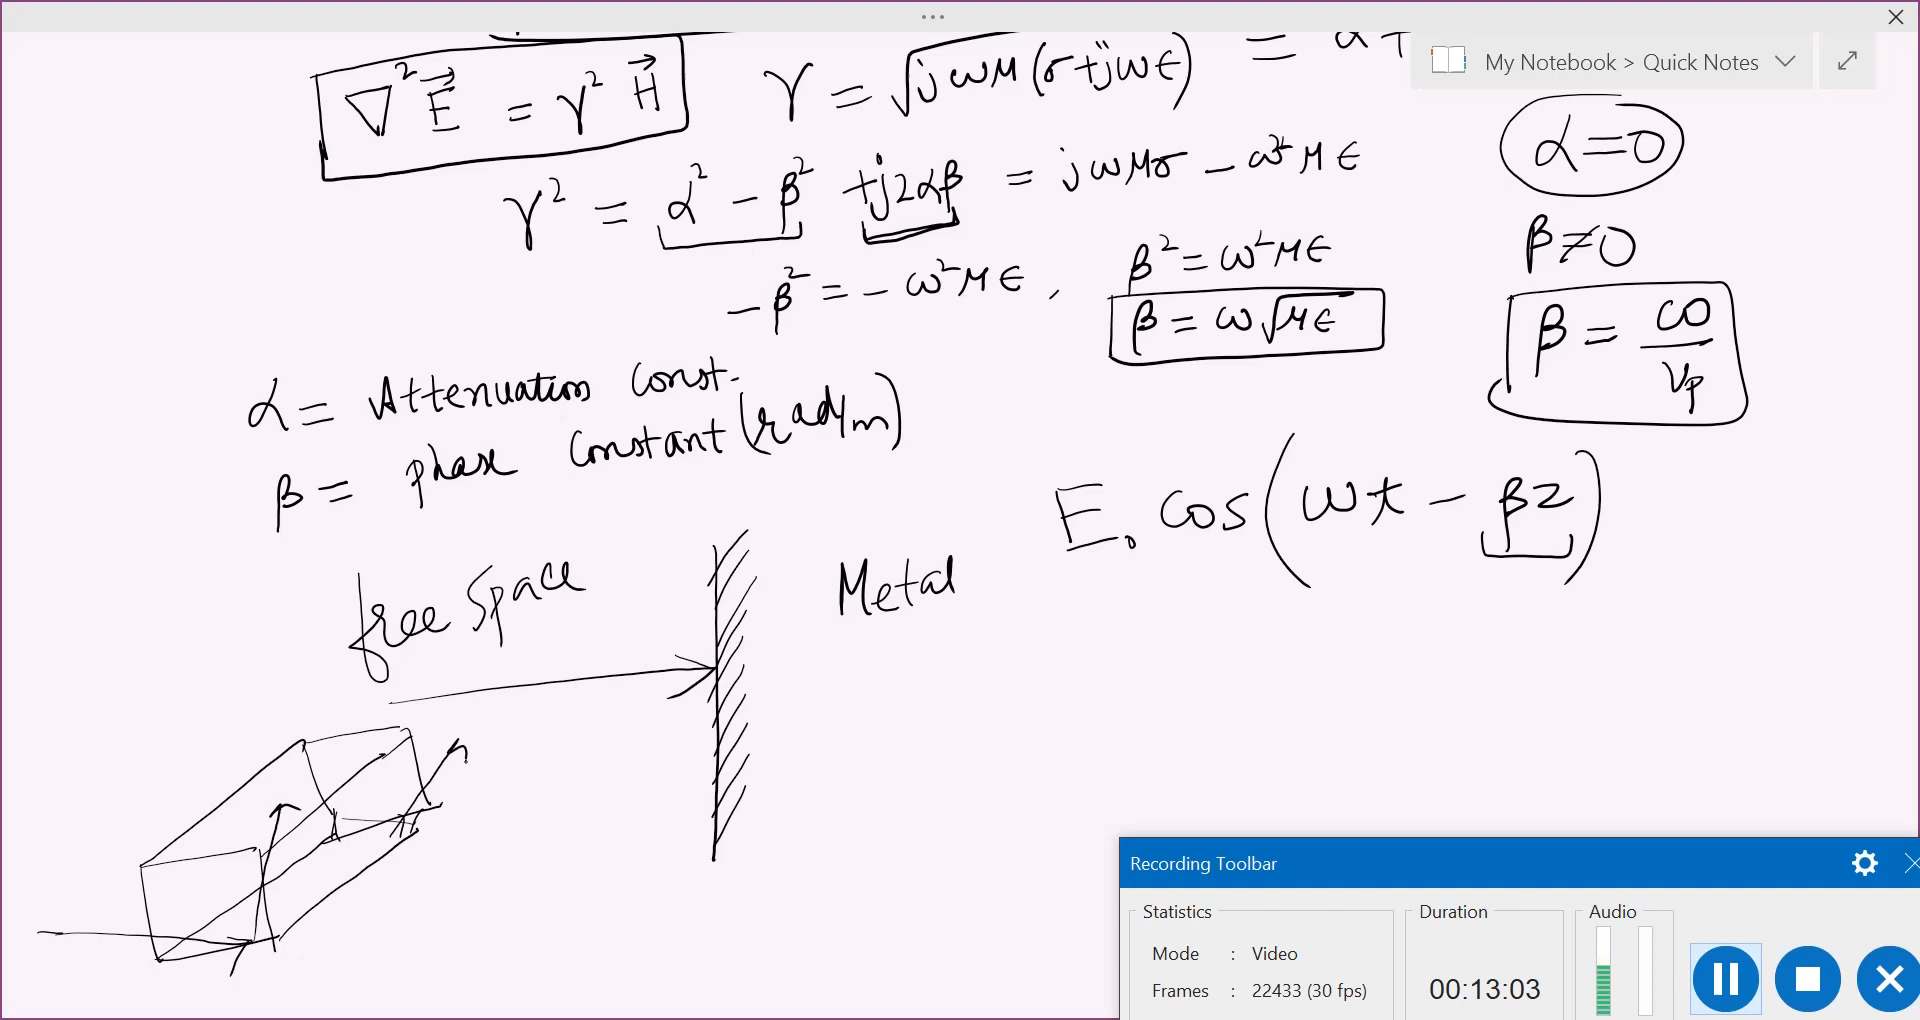 My Notebook > Quick Notes
∇²E⃗ = γ² H⃗
γ = √jωμ(σ+jωε) = α+
α=0
γ² = α² − β² +j2αβ = jωμσ − ω²με
β≠0
−β² = − ω²με,
β² = ω²με
β = ω√με
β = ω/Vp
α = Attenuation const.
β = phase constant (rad/m)
E₀ cos(ωt − βz)
free space
Metal
Recording Toolbar
Statistics
Duration
Audio
Mode : Video
Frames : 22433 (30 fps)
00:13:03